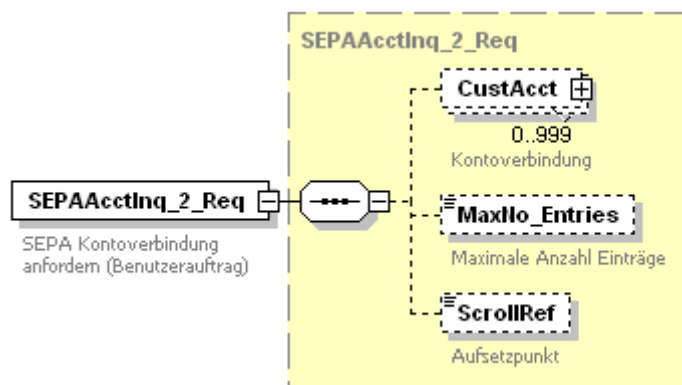 SEPAAcctInq_2_Req
CustAcct
0..999
Kontoverbindung
SEPAAcctInq_2_Req
SEPA Kontoverbindung
anfordern (Benutzerauftrag)
MaxNo_Entries
Maximale Anzahl Einträge
ScrollRef
Aufsetzpunkt